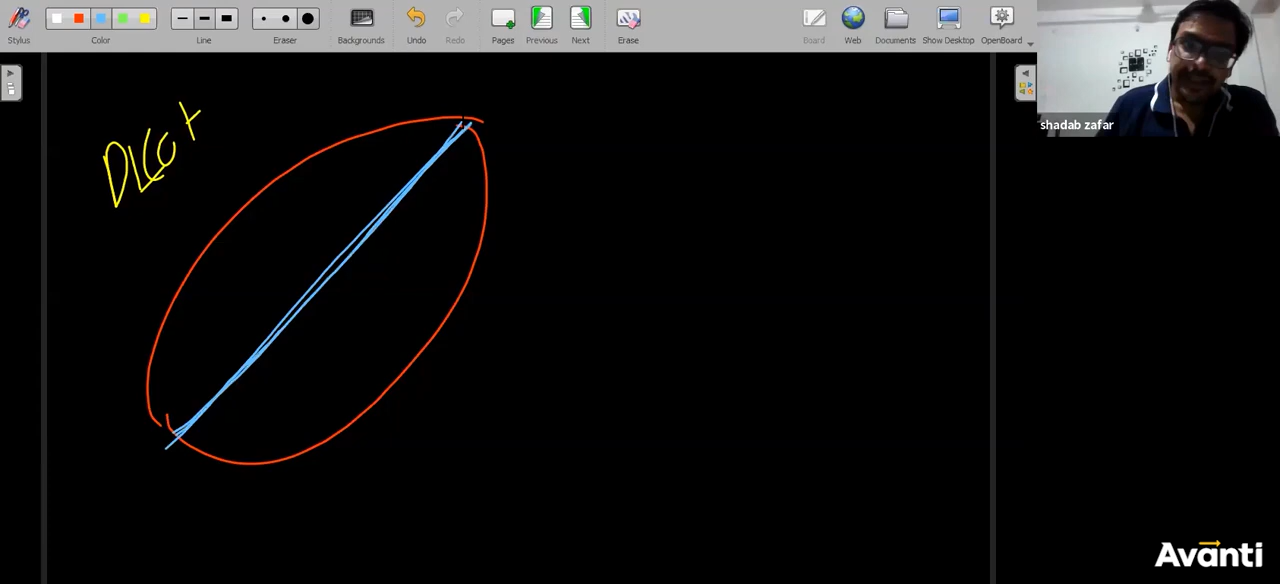 Stylus
Color
Line
Eraser
Backgrounds
Undo
Redo
Pages
Previous
Next
Erase
Board
Web
Documents
Show Desktop
OpenBoard
shadab zafar
DICOT
Avanti